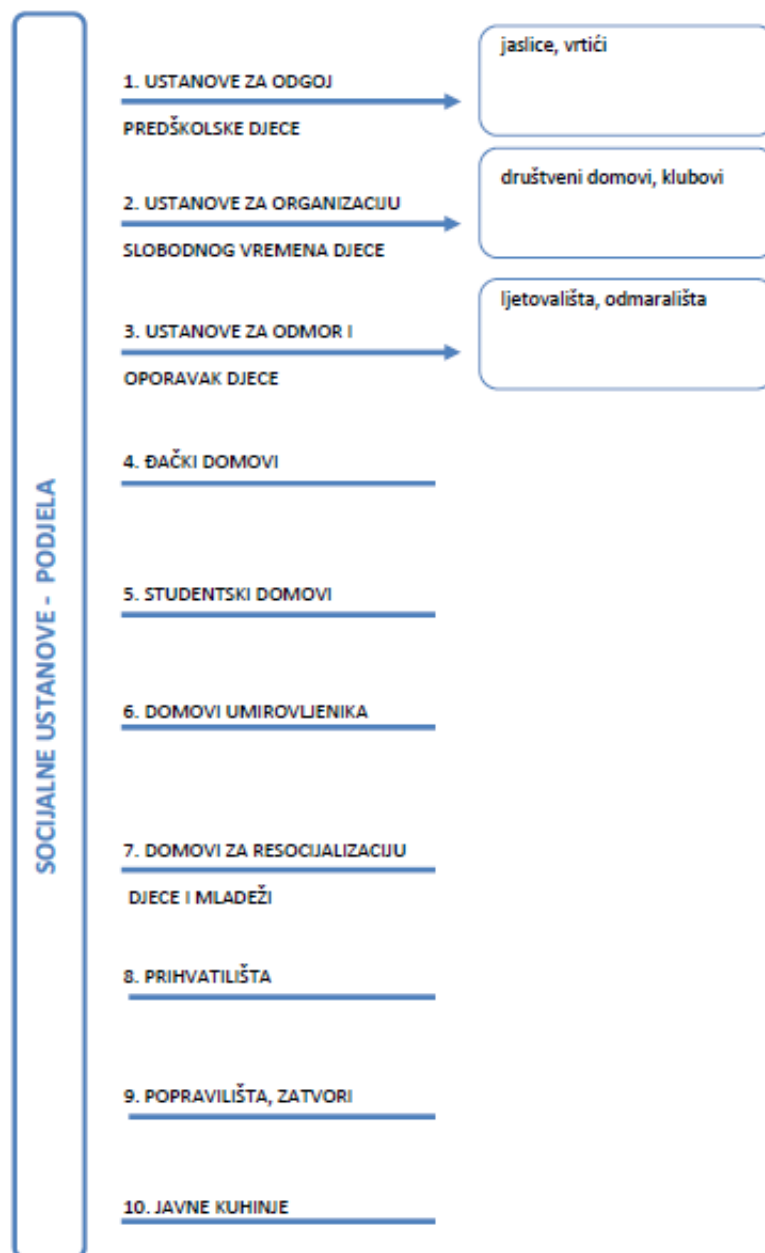 SOCIJALNE USTANOVE - PODJELA
1. USTANOVE ZA ODGOJ
PREDŠKOLSKE DJECE
jaslice, vrtići
2. USTANOVE ZA ORGANIZACIJU
SLOBODNOG VREMENA DJECE
društveni domovi, klubovi
3. USTANOVE ZA ODMOR I
OPORAVAK DJECE
ljetovališta, odmarališta
4. ĐAČKI DOMOVI
5. STUDENTSKI DOMOVI
6. DOMOVI UMIROVLJENIKA
7. DOMOVI ZA RESOCIJALIZACIJU
DJECE I MLADEŽI
8. PRIHVATILIŠTA
9. POPRAVILIŠTA, ZATVORI
10. JAVNE KUHINJE